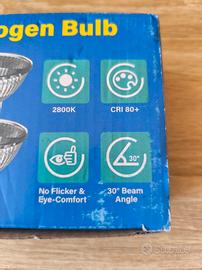 ogen Bulb
2800K
CRI 80+
30°
No Flicker &
Eye-Comfort
30° Beam
Angle